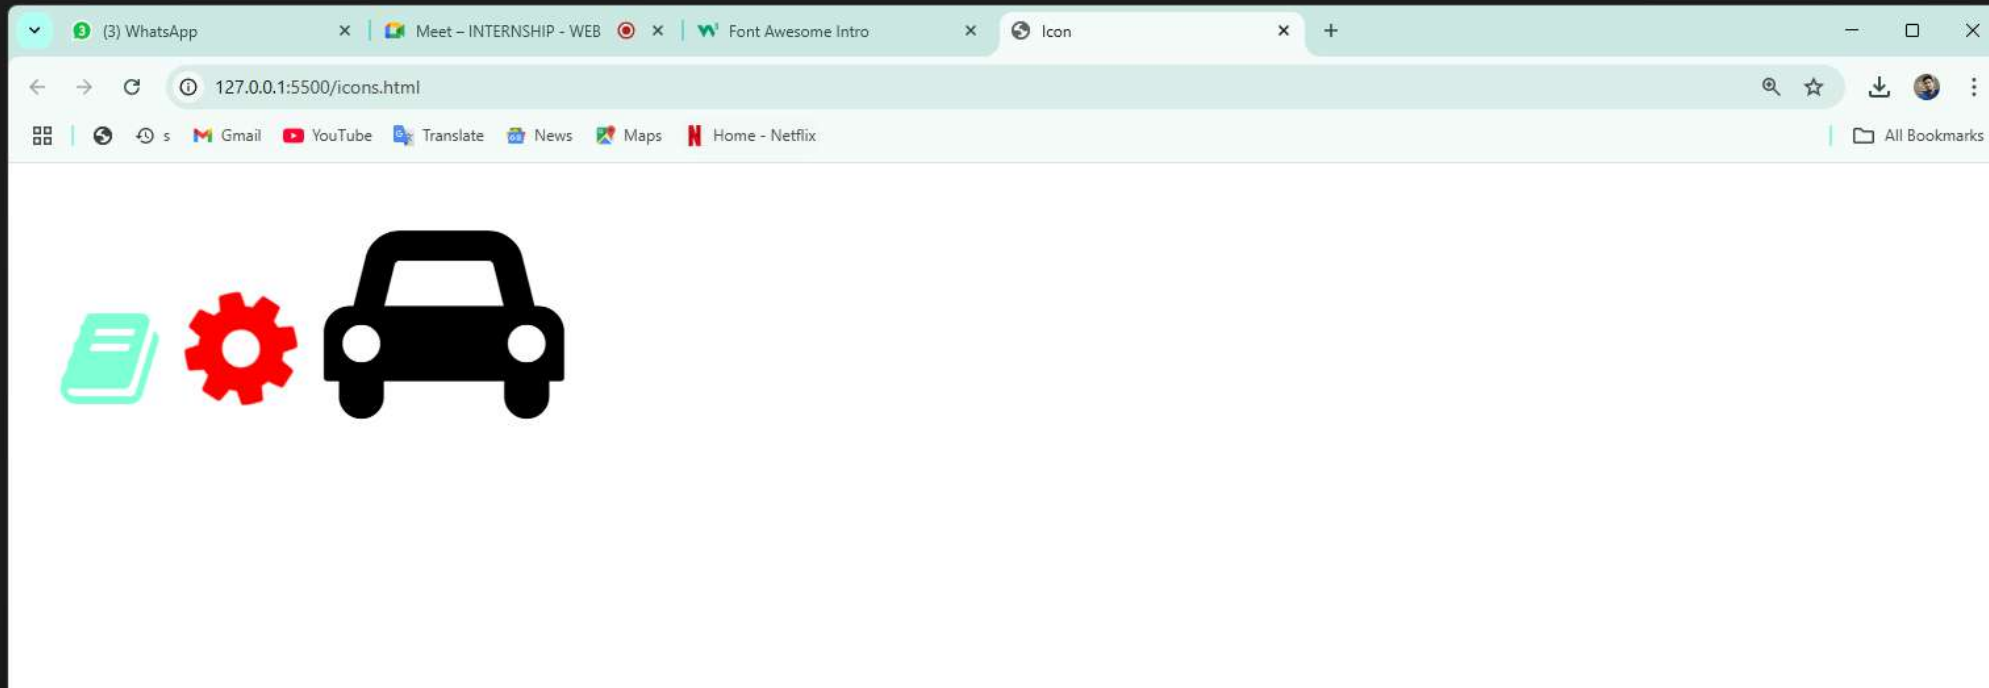 3 (3) WhatsApp Meet – INTERNSHIP - WEB Font Awesome Intro Icon
127.0.0.1:5500/icons.html
s Gmail YouTube Translate News Maps Home - Netflix All Bookmarks